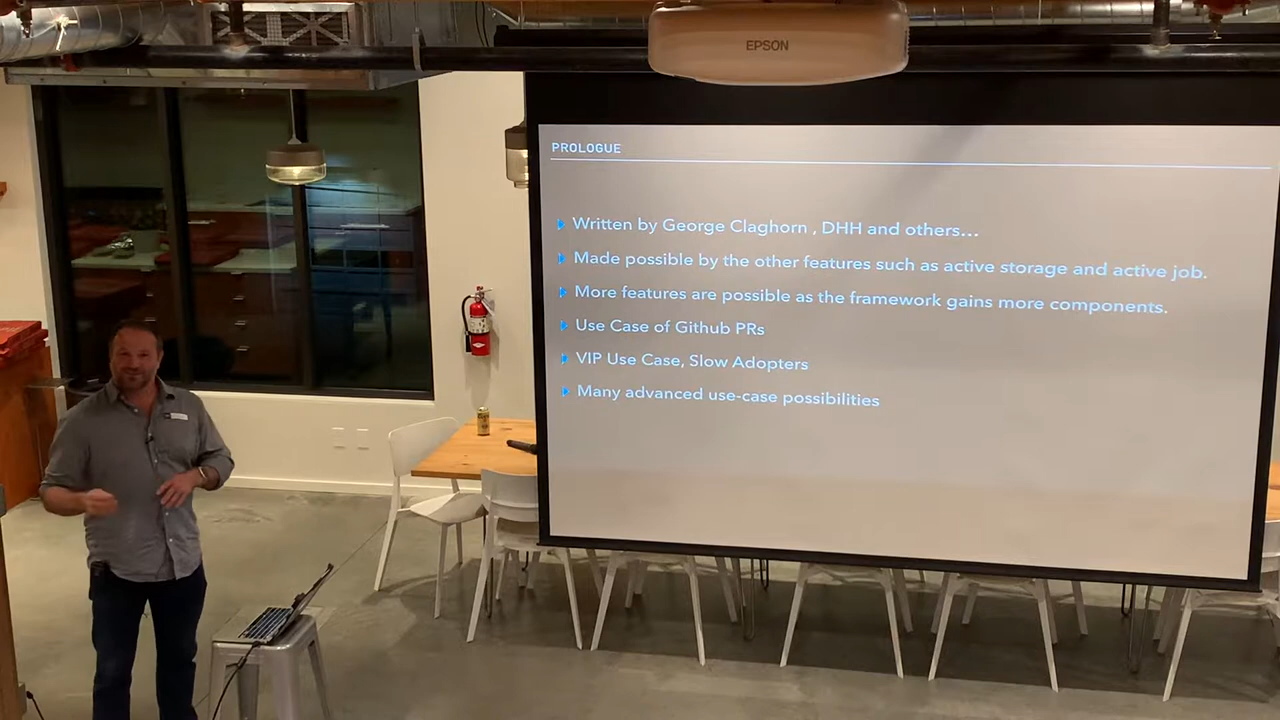 EPSON
PROLOGUE
Written by George Claghorn , DHH and others...
Made possible by the other features such as active storage and active job.
More features are possible as the framework gains more components.
Use Case of Github PRs
VIP Use Case, Slow Adopters
Many advanced use-case possibilities